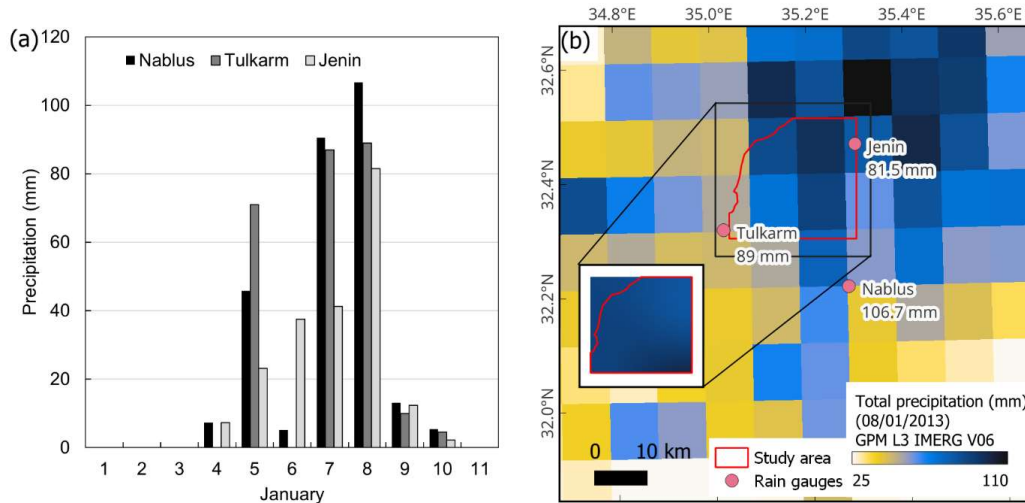 (a)
120
100
80
60
40
20
0
Precipitation (mm)
Nablus Tulkarm Jenin
1 2 3 4 5 6 7 8 9 10 11
January
(b)
34.8°E 35.0°E 35.2°E 35.4°E 35.6°E
32.6°N
32.4°N
32.2°N
32.0°N
Jenin
81.5 mm
Tulkarm
89 mm
Nablus
106.7 mm
0 10 km
Study area
Rain gauges
Total precipitation (mm)
(08/01/2013)
GPM L3 IMERG V06
25 110